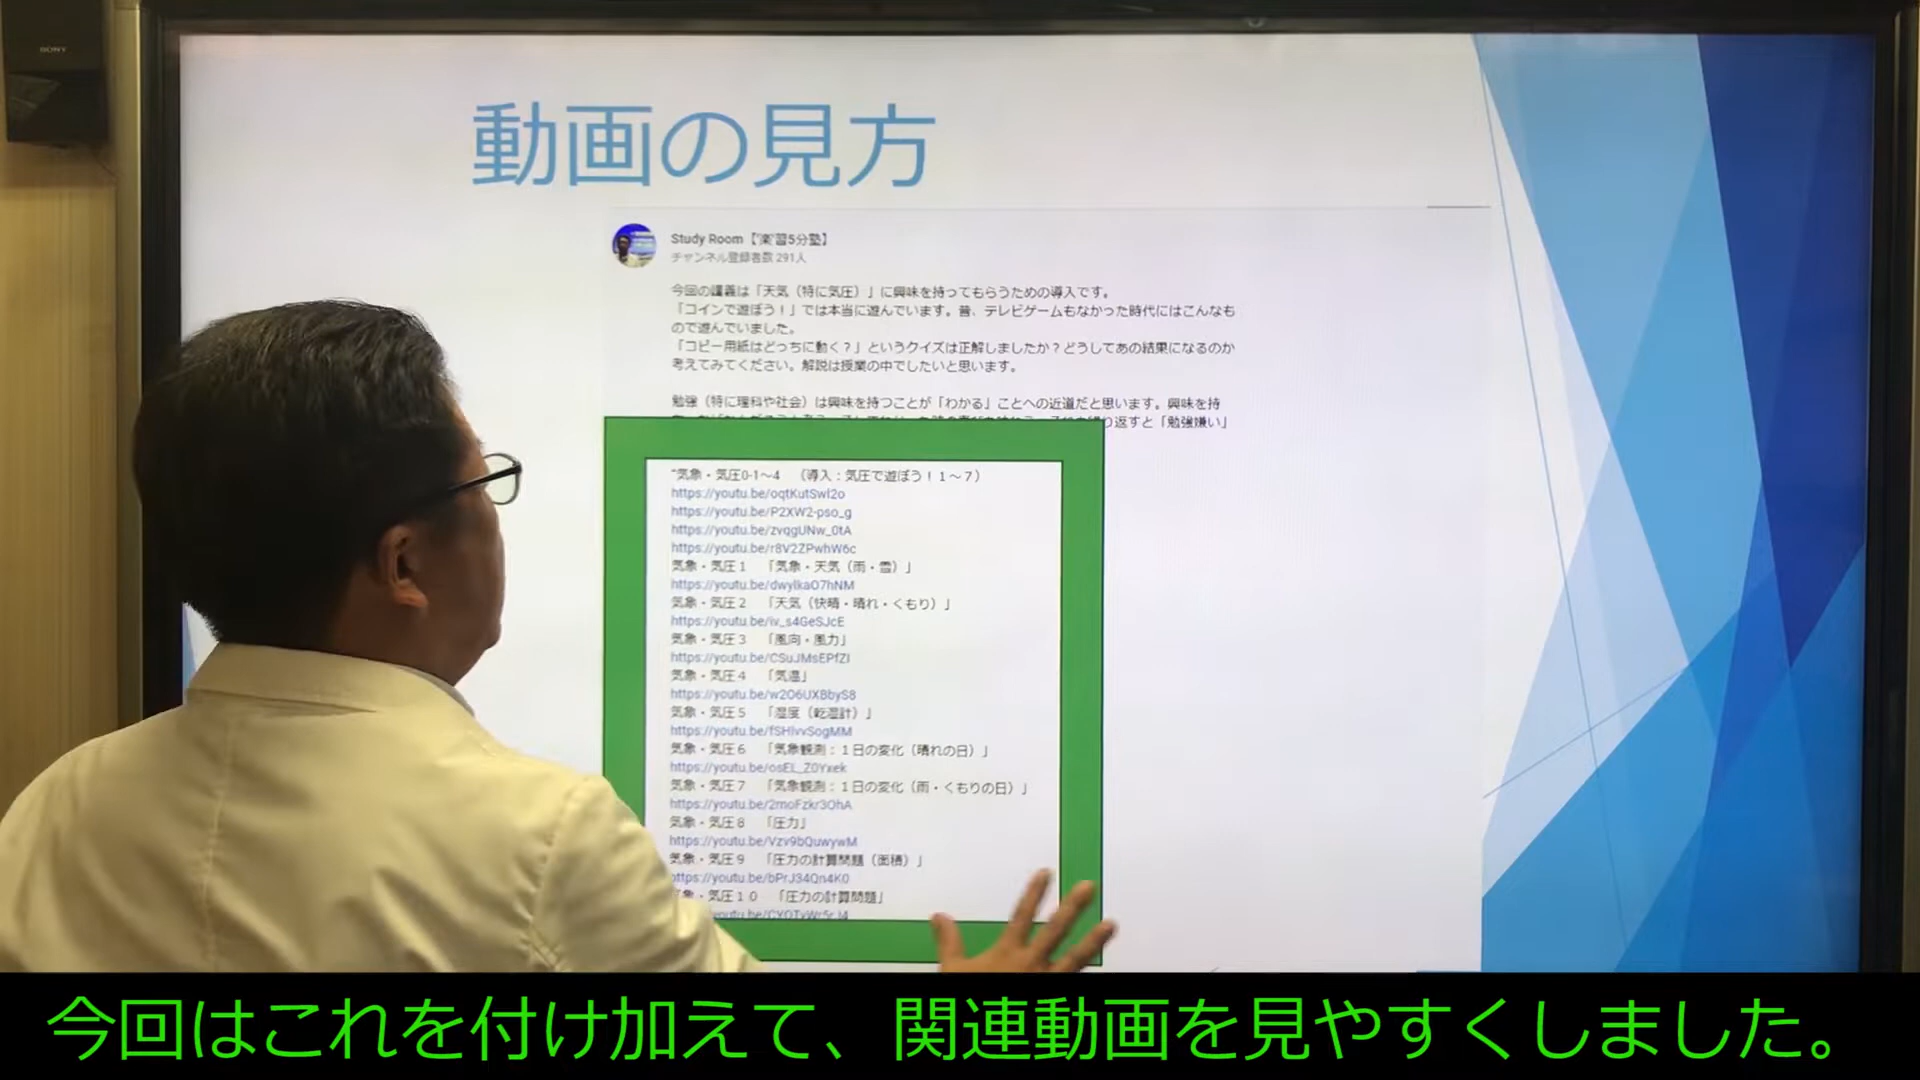 SONY
動画の見方
Study Room【楽習5分塾】
チャンネル登録者数 291人
今回の講義は「天気（特に気圧）」に興味を持ってもらうための導入です。
「コインで遊ぼう！」では本当に遊んでいます。昔、テレビゲームもなかった時代にはこんなも
ので遊んでいました。
「コピー用紙はどっちに動く？」というクイズは正解しましたか？どうしてあの結果になるのか
考えてみてください。解説は授業の中でしたいと思います。
勉強（特に理科や社会）は興味を持つことが「わかる」ことへの近道だと思います。興味を持
り返すと「勉強嫌い」
"気象・気圧0-1～4　（導入：気圧で遊ぼう！１～７）
https://youtu.be/oqtKutSwI2o
https://youtu.be/P2XW2-pso_g
https://youtu.be/zvqgUNw_0tA
https://youtu.be/r8V2ZPwhW6c
気象・気圧１　「気象・天気（雨・雪）」
https://youtu.be/dwylkaO7hNM
気象・気圧２　「天気（快晴・晴れ・くもり）」
https://youtu.be/iv_s4GeSJcE
気象・気圧３　「風向・風力」
https://youtu.be/CSuJMsEPfZI
気象・気圧４　「気温」
https://youtu.be/w2O6UXBbyS8
気象・気圧５　「湿度（乾湿計）」
https://youtu.be/fSHIvvSogMM
気象・気圧６　「気象観測：１日の変化（晴れの日）」
https://youtu.be/osEL_Z0Yxek
気象・気圧７　「気象観測：１日の変化（雨・くもりの日）」
https://youtu.be/2moFzkr3OhA
気象・気圧８　「圧力」
https://youtu.be/Vzv9bQuwywM
気象・気圧９　「圧力の計算問題（面積）」
https://youtu.be/bPrJ34Qn4K0
気象・気圧１０　「圧力の計算問題」
今回はこれを付け加えて、関連動画を見やすくしました。